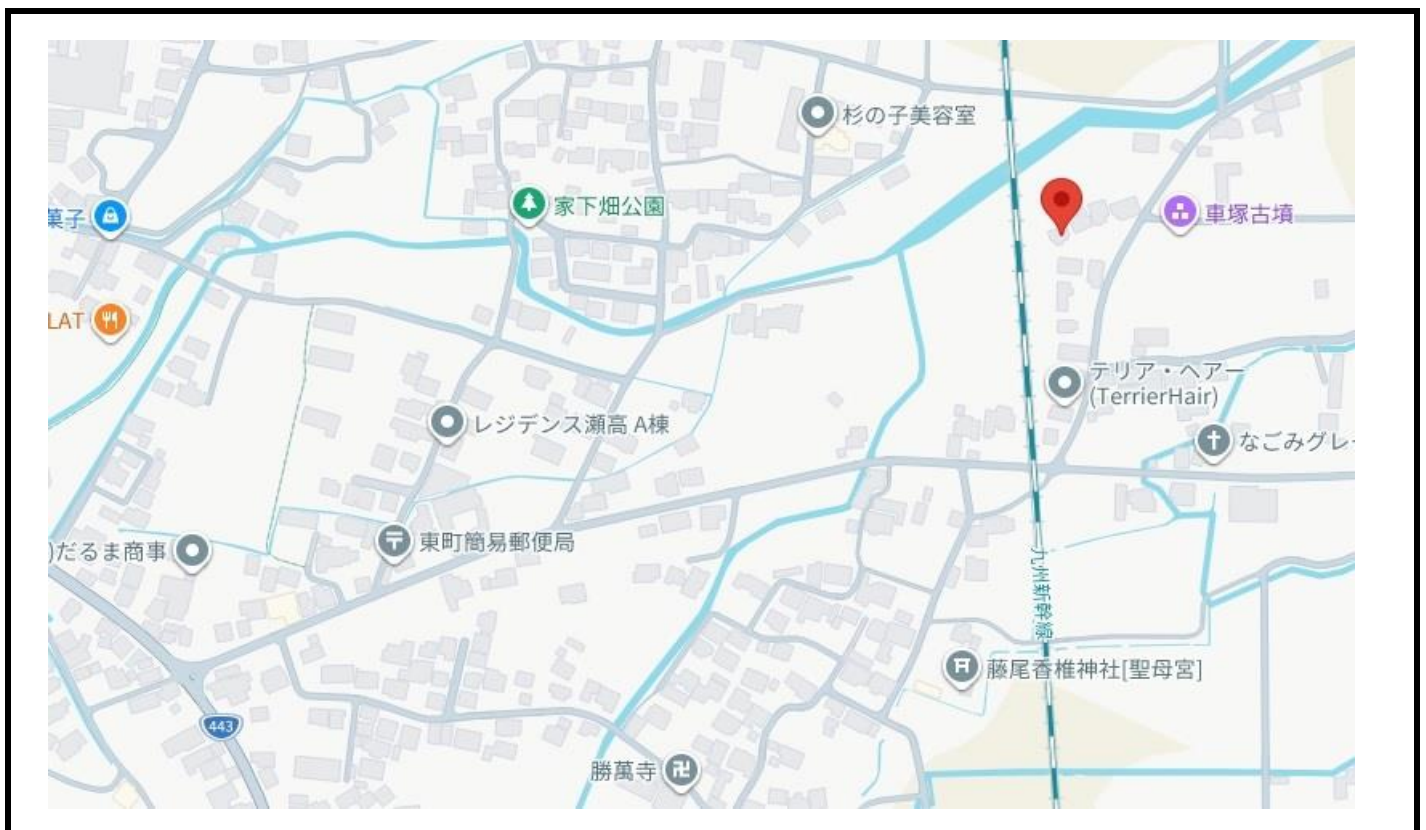 杉の子美容室
家下畑公園
菓子
車塚古墳
LAT
テリア・ヘアー
(TerrierHair)
レジデンス瀬高 A棟
なごみグレー
東町簡易郵便局
)だるま商事
九州新幹線
藤尾香椎神社[聖母宮]
443
勝萬寺